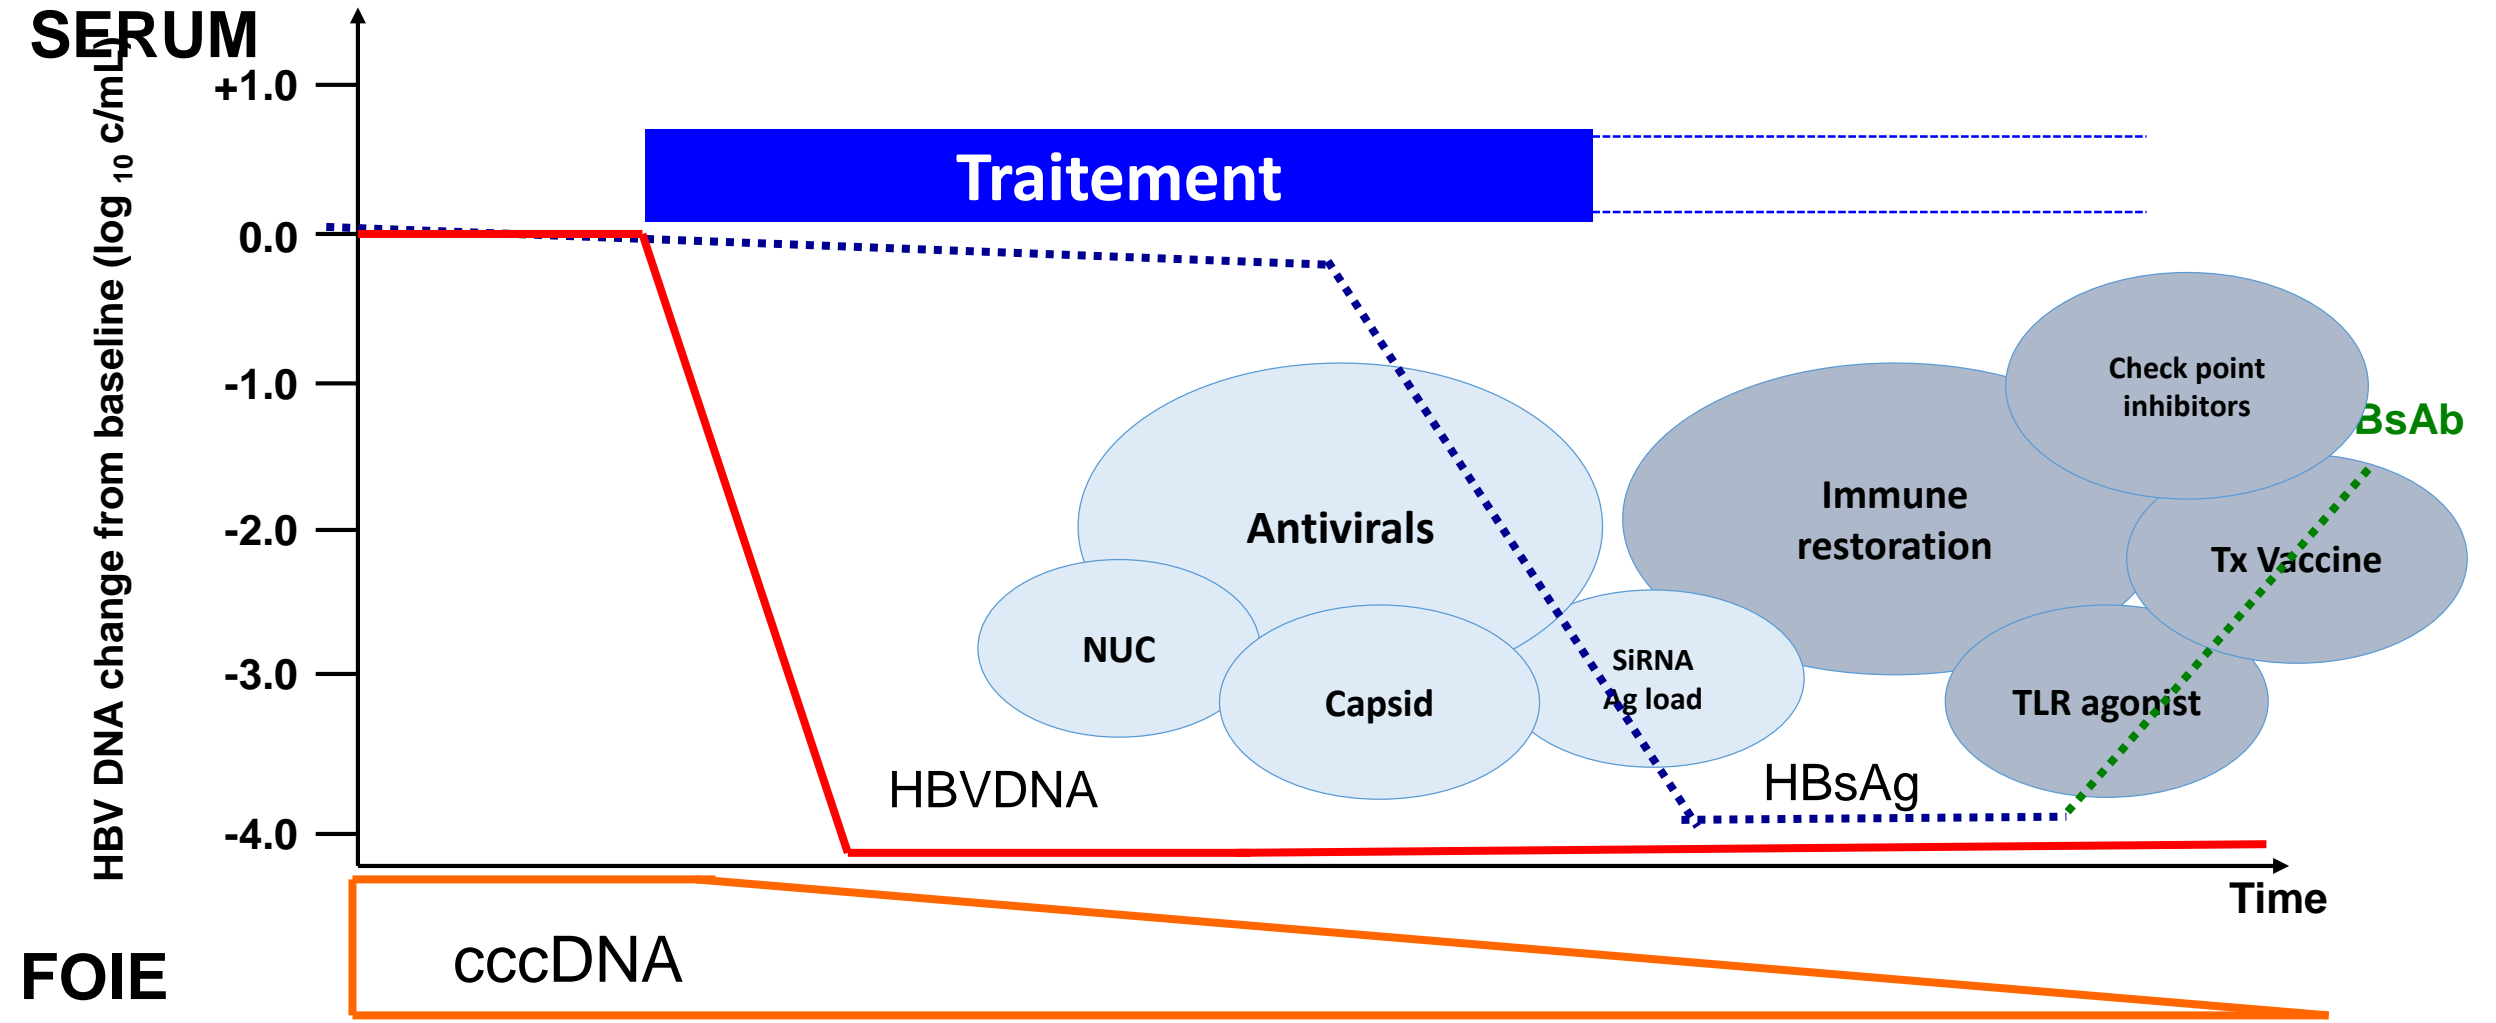 SERUM
HBV DNA change from baseline (log 10 c/mL)
+1.0
0.0
-1.0
-2.0
-3.0
-4.0
Traitement
Check point
inhibitors
BsAb
Immune
restoration
Antivirals
Tx Vaccine
NUC
SiRNA
Ag load
Capsid
TLR agonist
HBVDNA
HBsAg
Time
cccDNA
FOIE